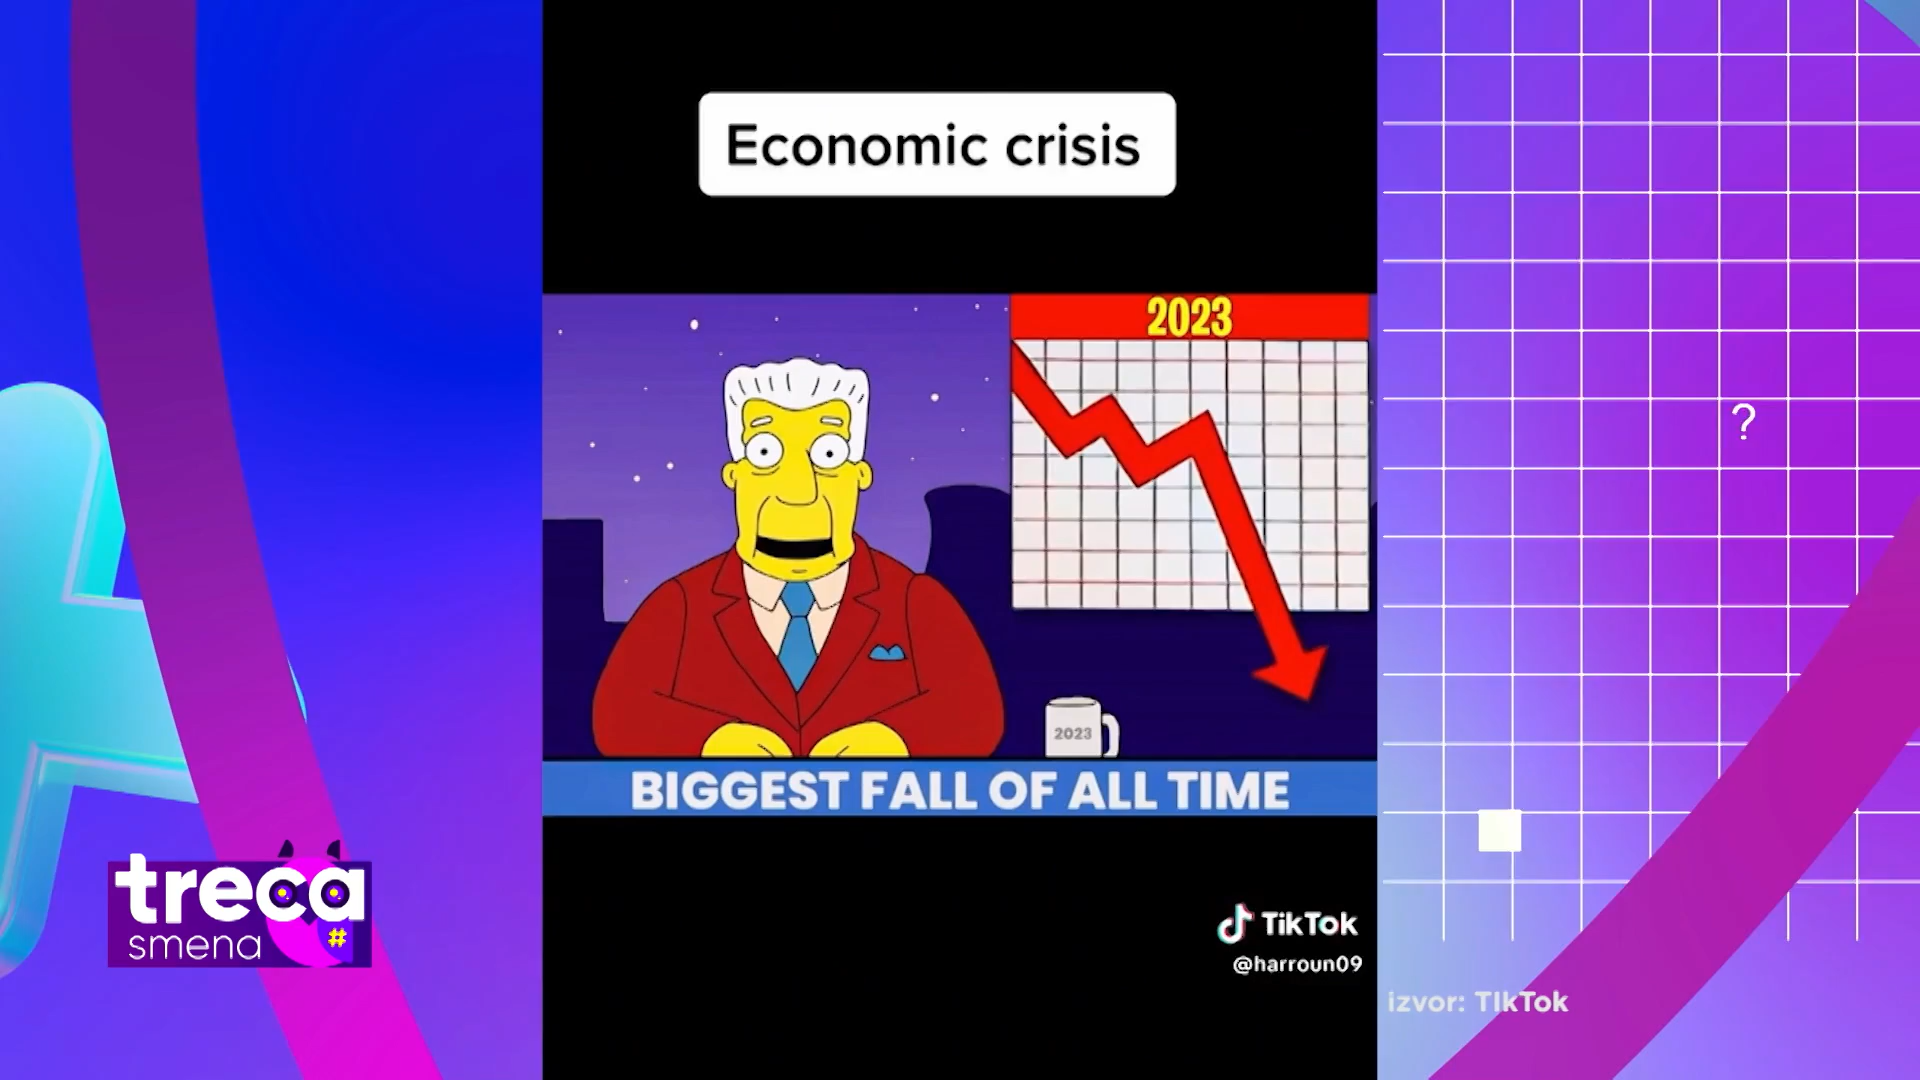 Economic crisis
2023
?
2023
BIGGEST FALL OF ALL TIME
treca
smena
#
TikTok
@harroun09
izvor: TIkTok